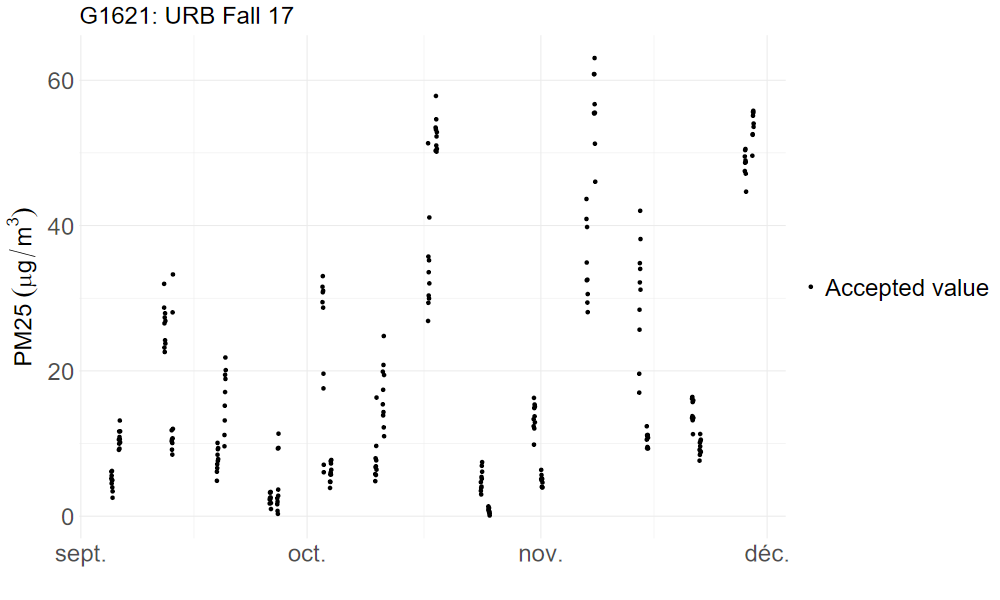 G1621: URB Fall 17
PM25 (μg/m³)
60
40
20
0
sept.
oct.
nov.
déc.
Accepted value